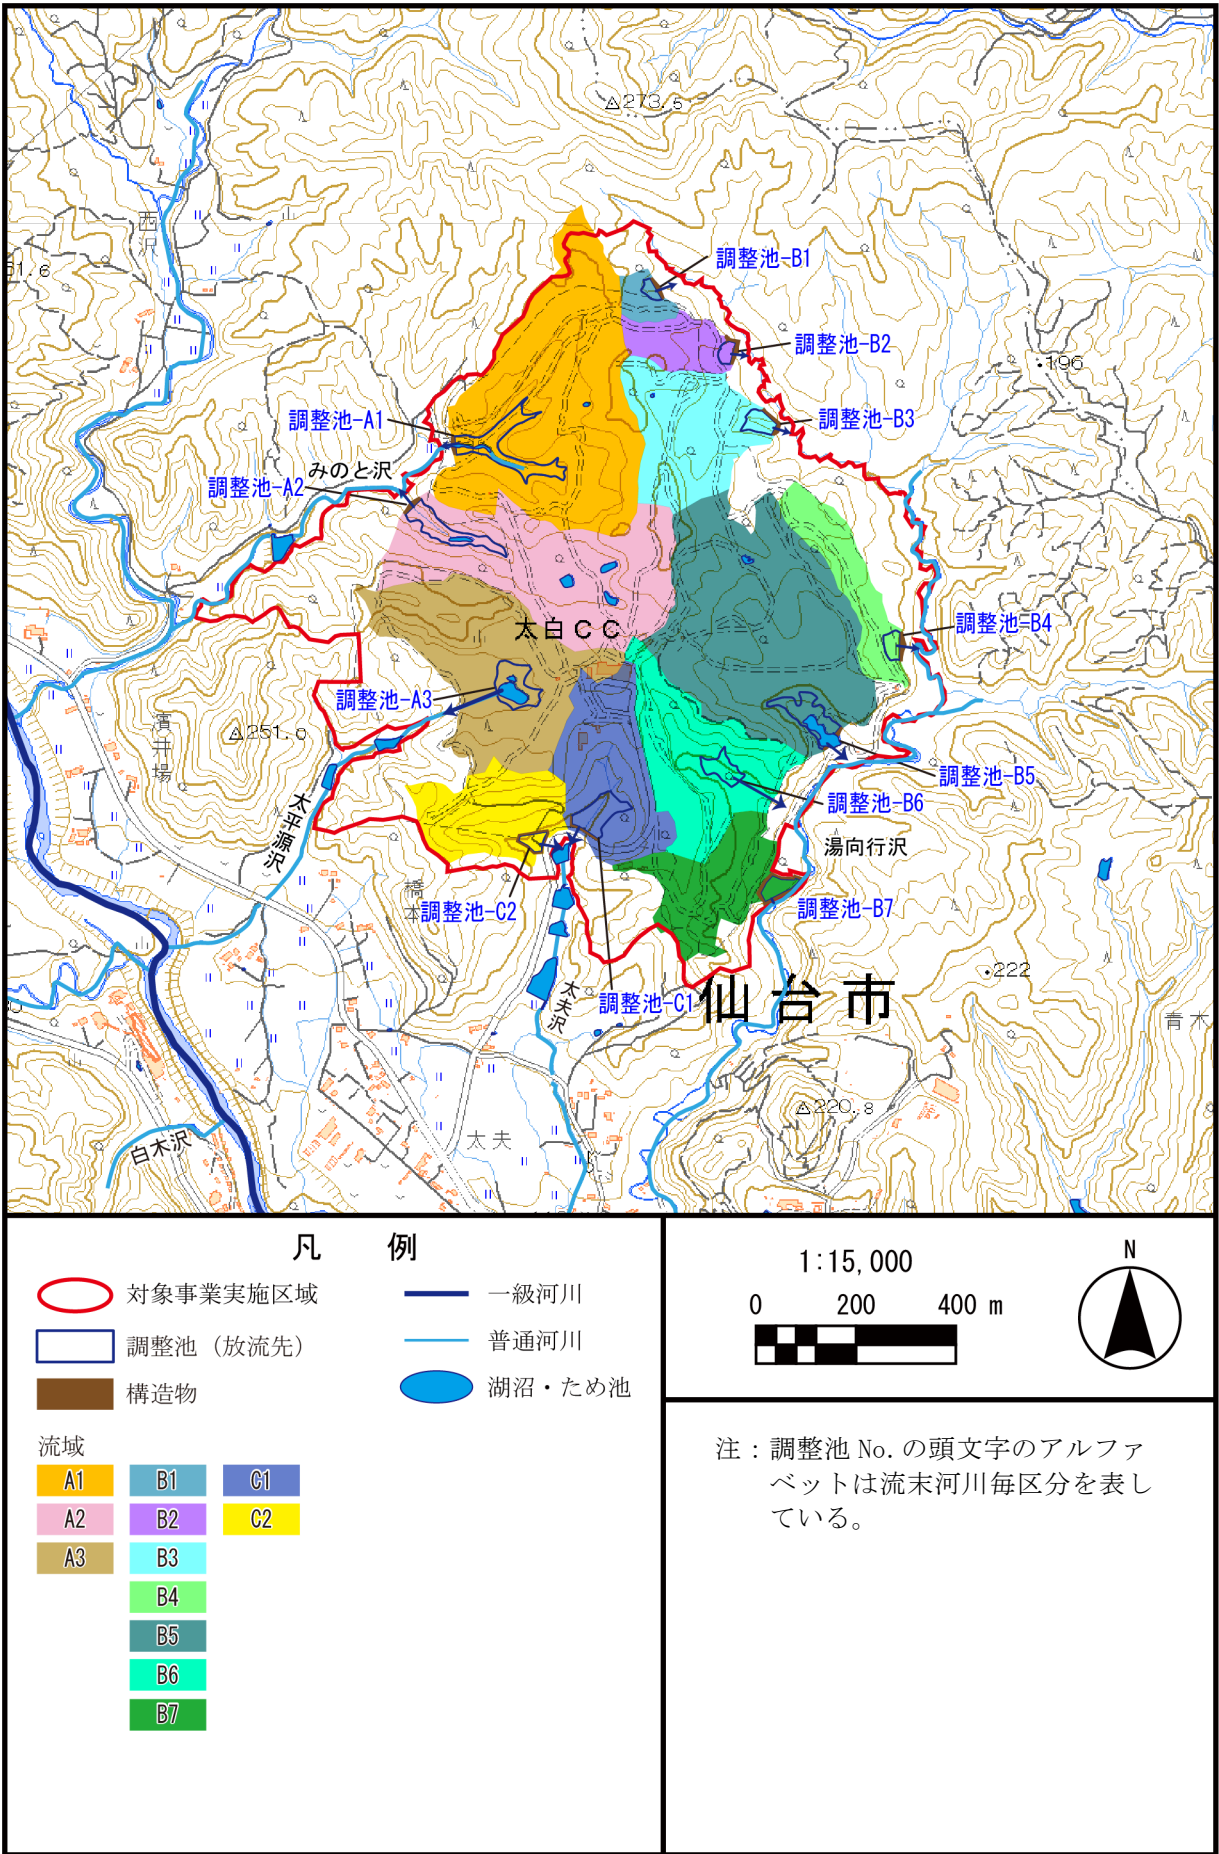 △273.5
西沢
調整池-B1
調整池-B2
・196
調整池-A1
調整池-B3
みのと沢
調整池-A2
太白CC
調整池-B4
調整池-A3
△251.0
調整池-B5
調整池-B6
太平源沢
湯向行沢
橋本
調整池-C2
調整池-B7
・222
太夫沢
調整池-C1
仙台市
青木
△220.8
白木沢
太夫
凡 例
対象事業実施区域
調整池（放流先）
構造物
一級河川
普通河川
湖沼・ため池
流域
A1 B1 C1
A2 B2 C2
A3 B3
B4
B5
B6
B7
1:15,000
0 200 400 m
N
注：調整池 No. の頭文字のアルファ
ベットは流末河川毎区分を表し
ている。